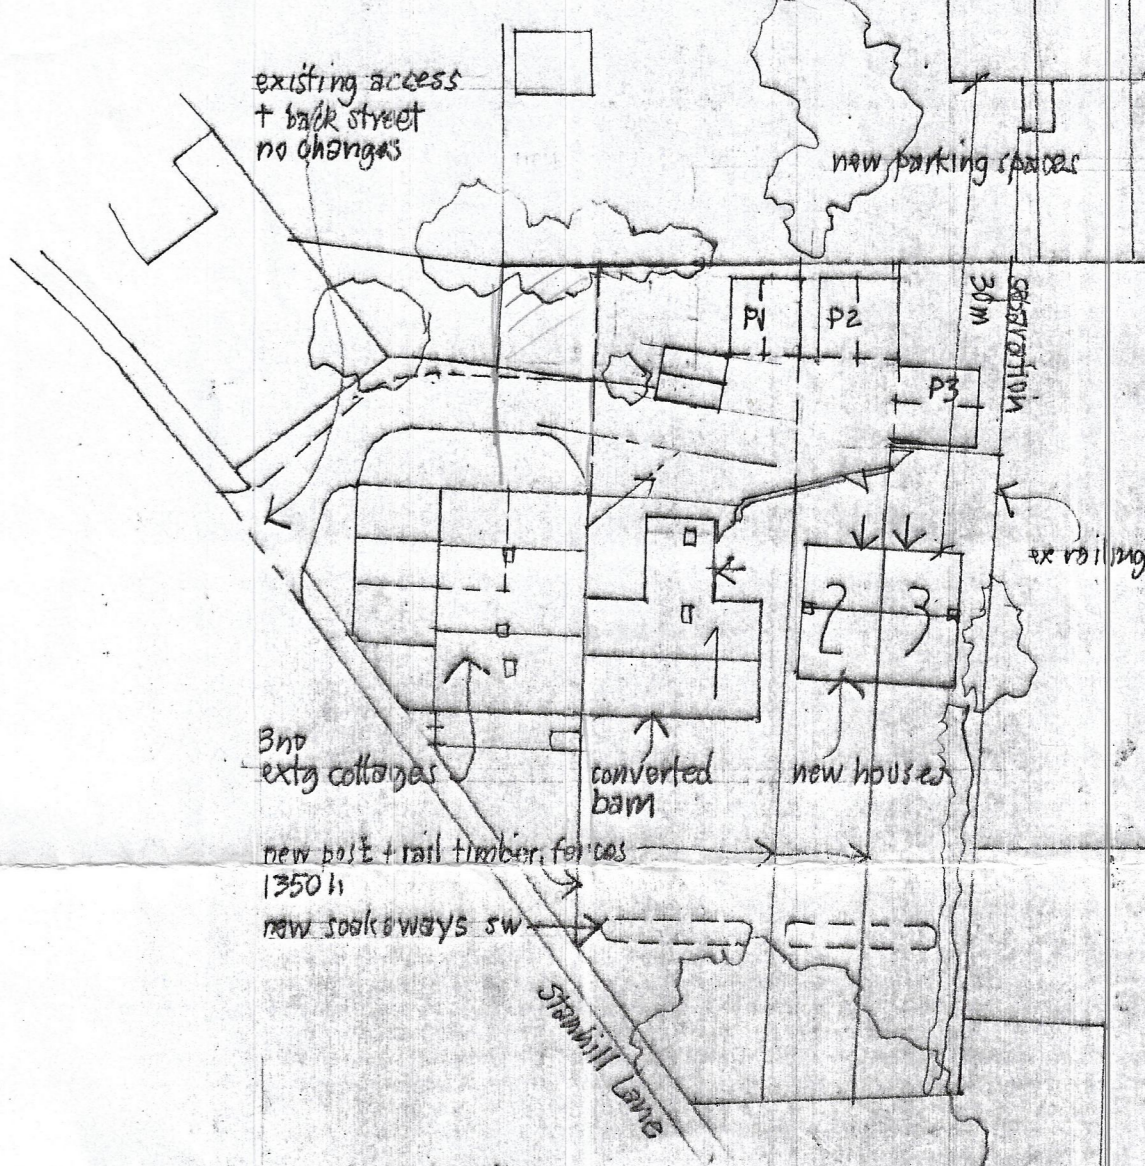 existing access
+ back street
no changes
new parking spaces
30m
separation
P1
P2
P3
ex railing
2
3
1
3no
extg cottages
converted
barn
new houses
new post + rail timber fences
1350 h
new soakaways sw
Stanhill Lane